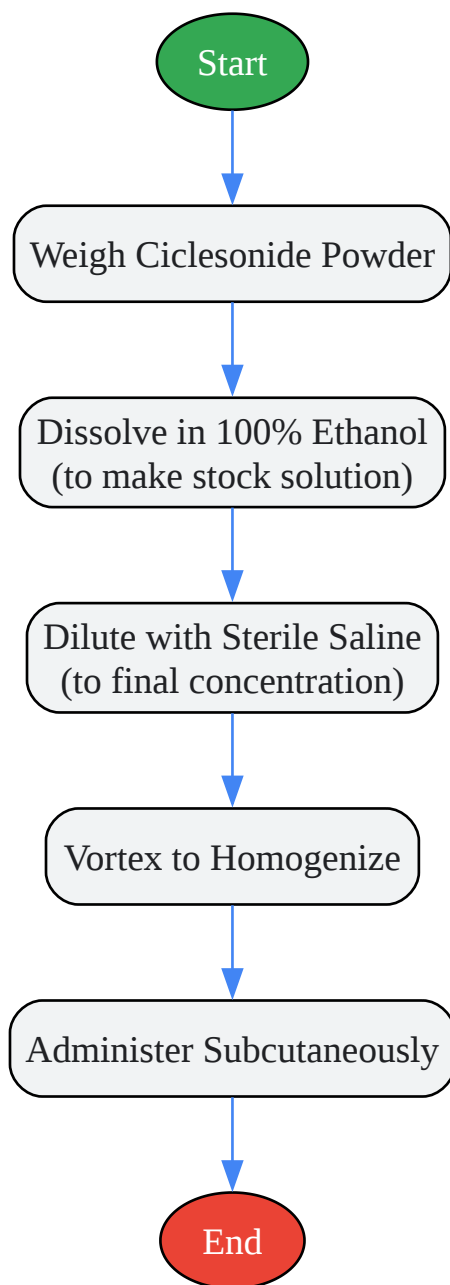 Start
Weigh Ciclesonide Powder
Dissolve in 100% Ethanol
(to make stock solution)
Dilute with Sterile Saline
(to final concentration)
Vortex to Homogenize
Administer Subcutaneously
End